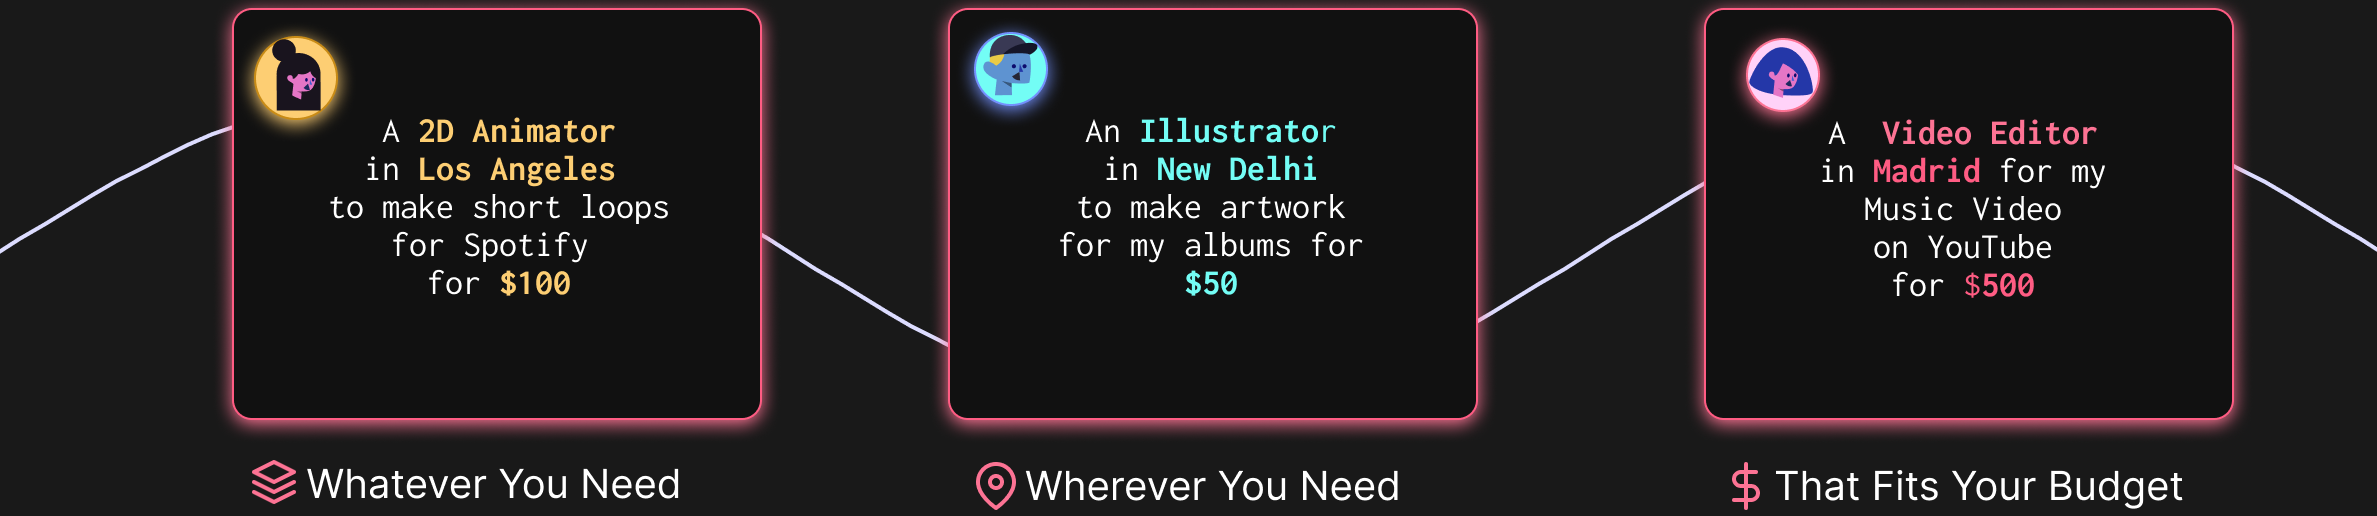 A 2D Animator
in Los Angeles
to make short loops
for Spotify
for $100
Whatever You Need
An Illustrator
in New Delhi
to make artwork
for my albums for
$50
Wherever You Need
A Video Editor
in Madrid for my
Music Video
on YouTube
for $500
That Fits Your Budget